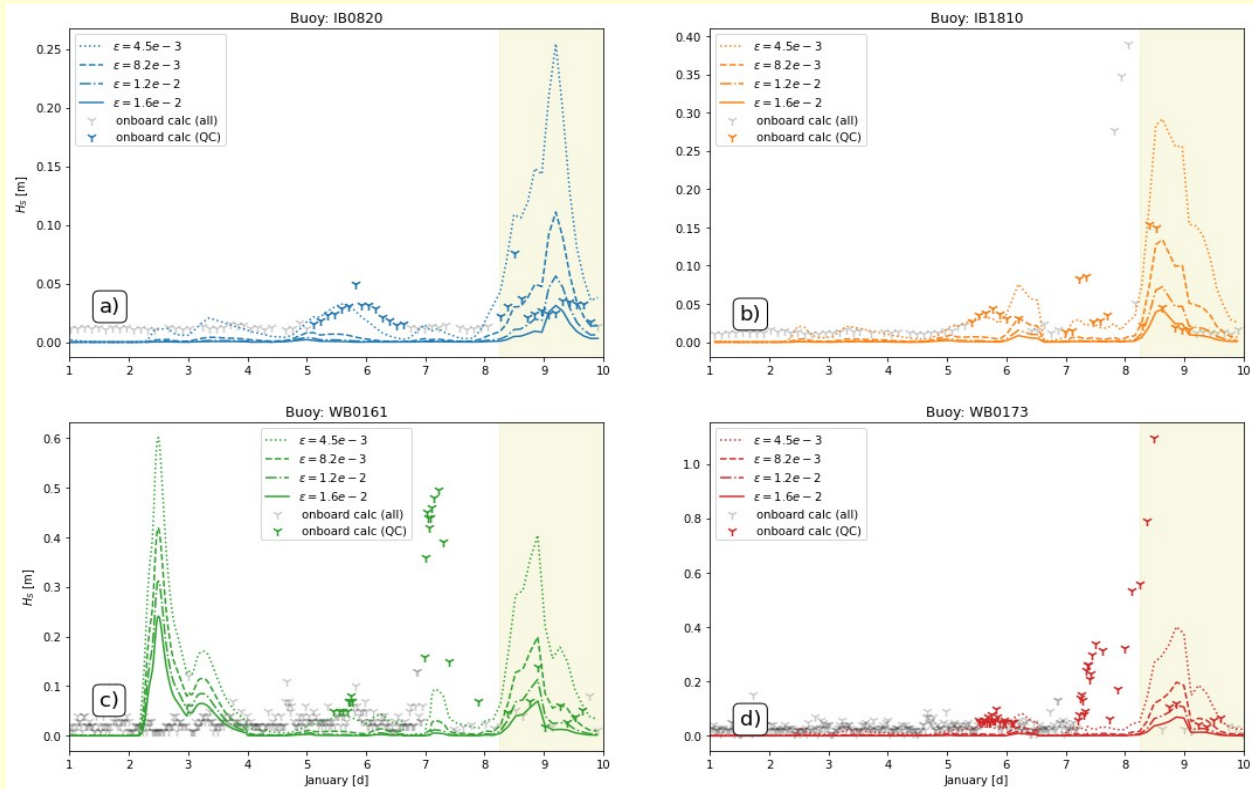 Buoy: IB0820
Hs [m]
0.25
0.20
0.15
0.10
0.05
0.00
ε = 4.5e − 3
ε = 8.2e − 3
ε = 1.2e − 2
ε = 1.6e − 2
onboard calc (all)
onboard calc (QC)
a)
1 2 3 4 5 6 7 8 9 10
Buoy: IB1810
0.40
0.35
0.30
0.25
0.20
0.15
0.10
0.05
0.00
ε = 4.5e − 3
ε = 8.2e − 3
ε = 1.2e − 2
ε = 1.6e − 2
onboard calc (all)
onboard calc (QC)
b)
1 2 3 4 5 6 7 8 9 10
Buoy: WB0161
Hs [m]
0.6
0.5
0.4
0.3
0.2
0.1
0.0
ε = 4.5e − 3
ε = 8.2e − 3
ε = 1.2e − 2
ε = 1.6e − 2
onboard calc (all)
onboard calc (QC)
c)
1 2 3 4 5 6 7 8 9 10
January [d]
Buoy: WB0173
1.0
0.8
0.6
0.4
0.2
0.0
ε = 4.5e − 3
ε = 8.2e − 3
ε = 1.2e − 2
ε = 1.6e − 2
onboard calc (all)
onboard calc (QC)
d)
1 2 3 4 5 6 7 8 9 10
January [d]